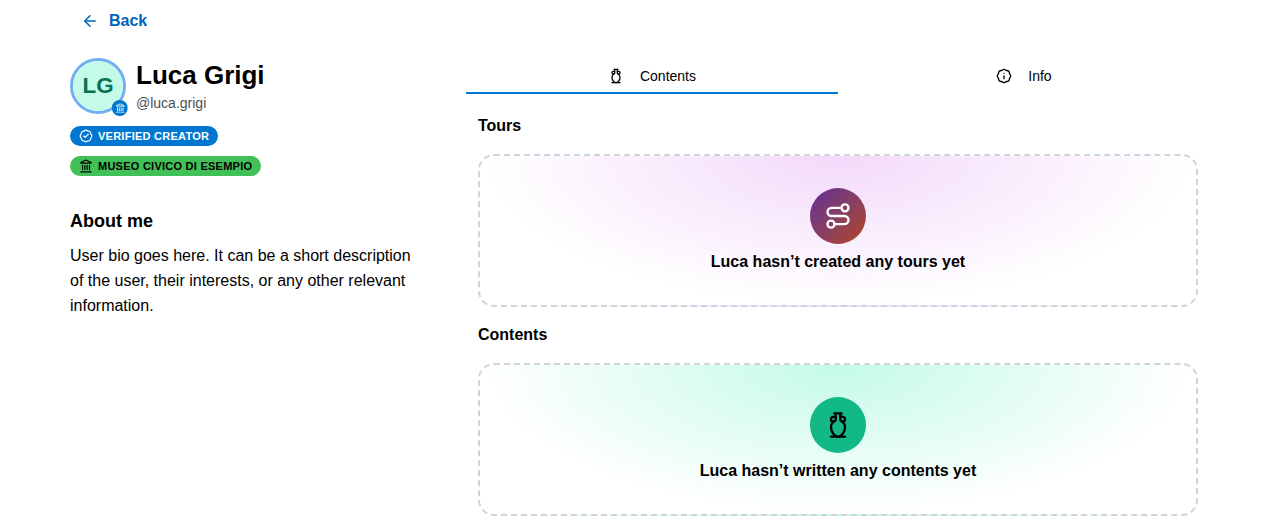 Back
LG
Luca Grigi
@luca.grigi
VERIFIED CREATOR
MUSEO CIVICO DI ESEMPIO
About me
User bio goes here. It can be a short description
of the user, their interests, or any other relevant
information.
Contents
Info
Tours
Luca hasn’t created any tours yet
Contents
Luca hasn’t written any contents yet